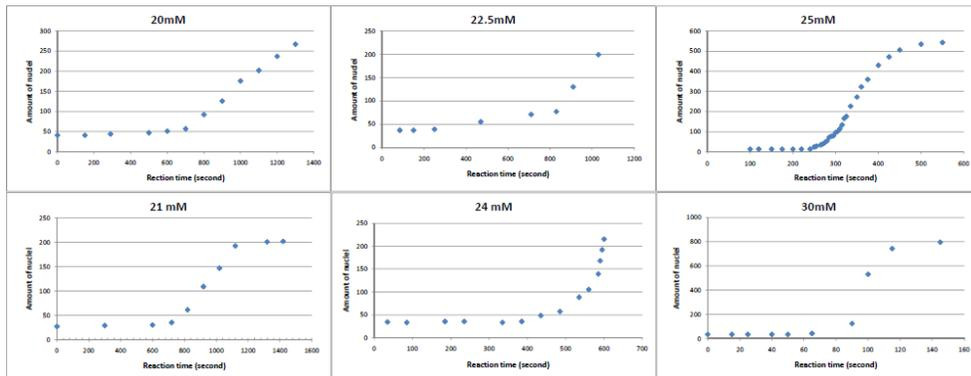 20mM
Amount of nuclei
300
250
200
150
100
50
0
0 200 400 600 800 1000 1200 1400
Rection time (second)
22.5mM
Amount of nuclei
250
200
150
100
50
0
0 200 400 600 800 1000 1200
Reaction time (second)
25mM
Amount of nuclei
600
500
400
300
200
100
0
0 100 200 300 400 500 600
Reaction time (second)
21 mM
Amount of nuclei
250
200
150
100
50
0
0 200 400 600 800 1000 1200 1400 1600
Reaction time (second)
24 mM
Amount of nuclei
250
200
150
100
50
0
0 100 200 300 400 500 600 700
Reaction time (second)
30mM
Amount of nuclei
1000
800
600
400
200
0
0 20 40 60 80 100 120 140 160
Reaction time (second)